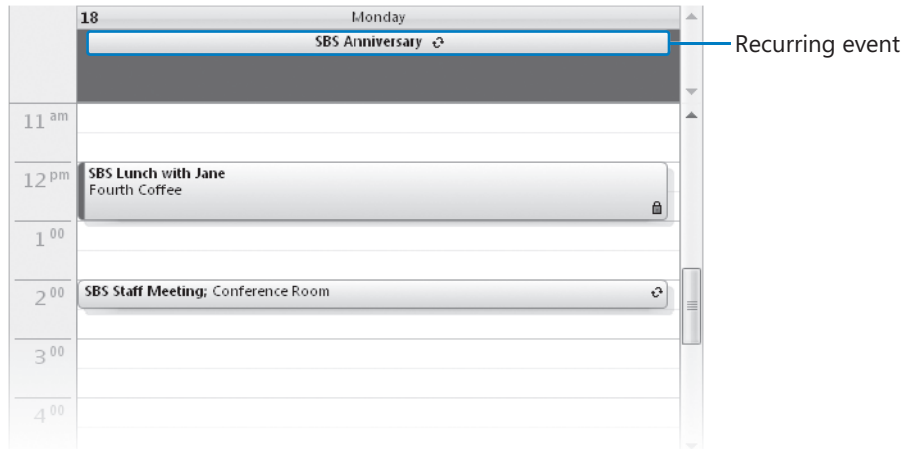 18 Monday
SBS Anniversary
Recurring event
11 am
12 pm
SBS Lunch with Jane
Fourth Coffee
1 00
2 00
SBS Staff Meeting; Conference Room
3 00
4 00